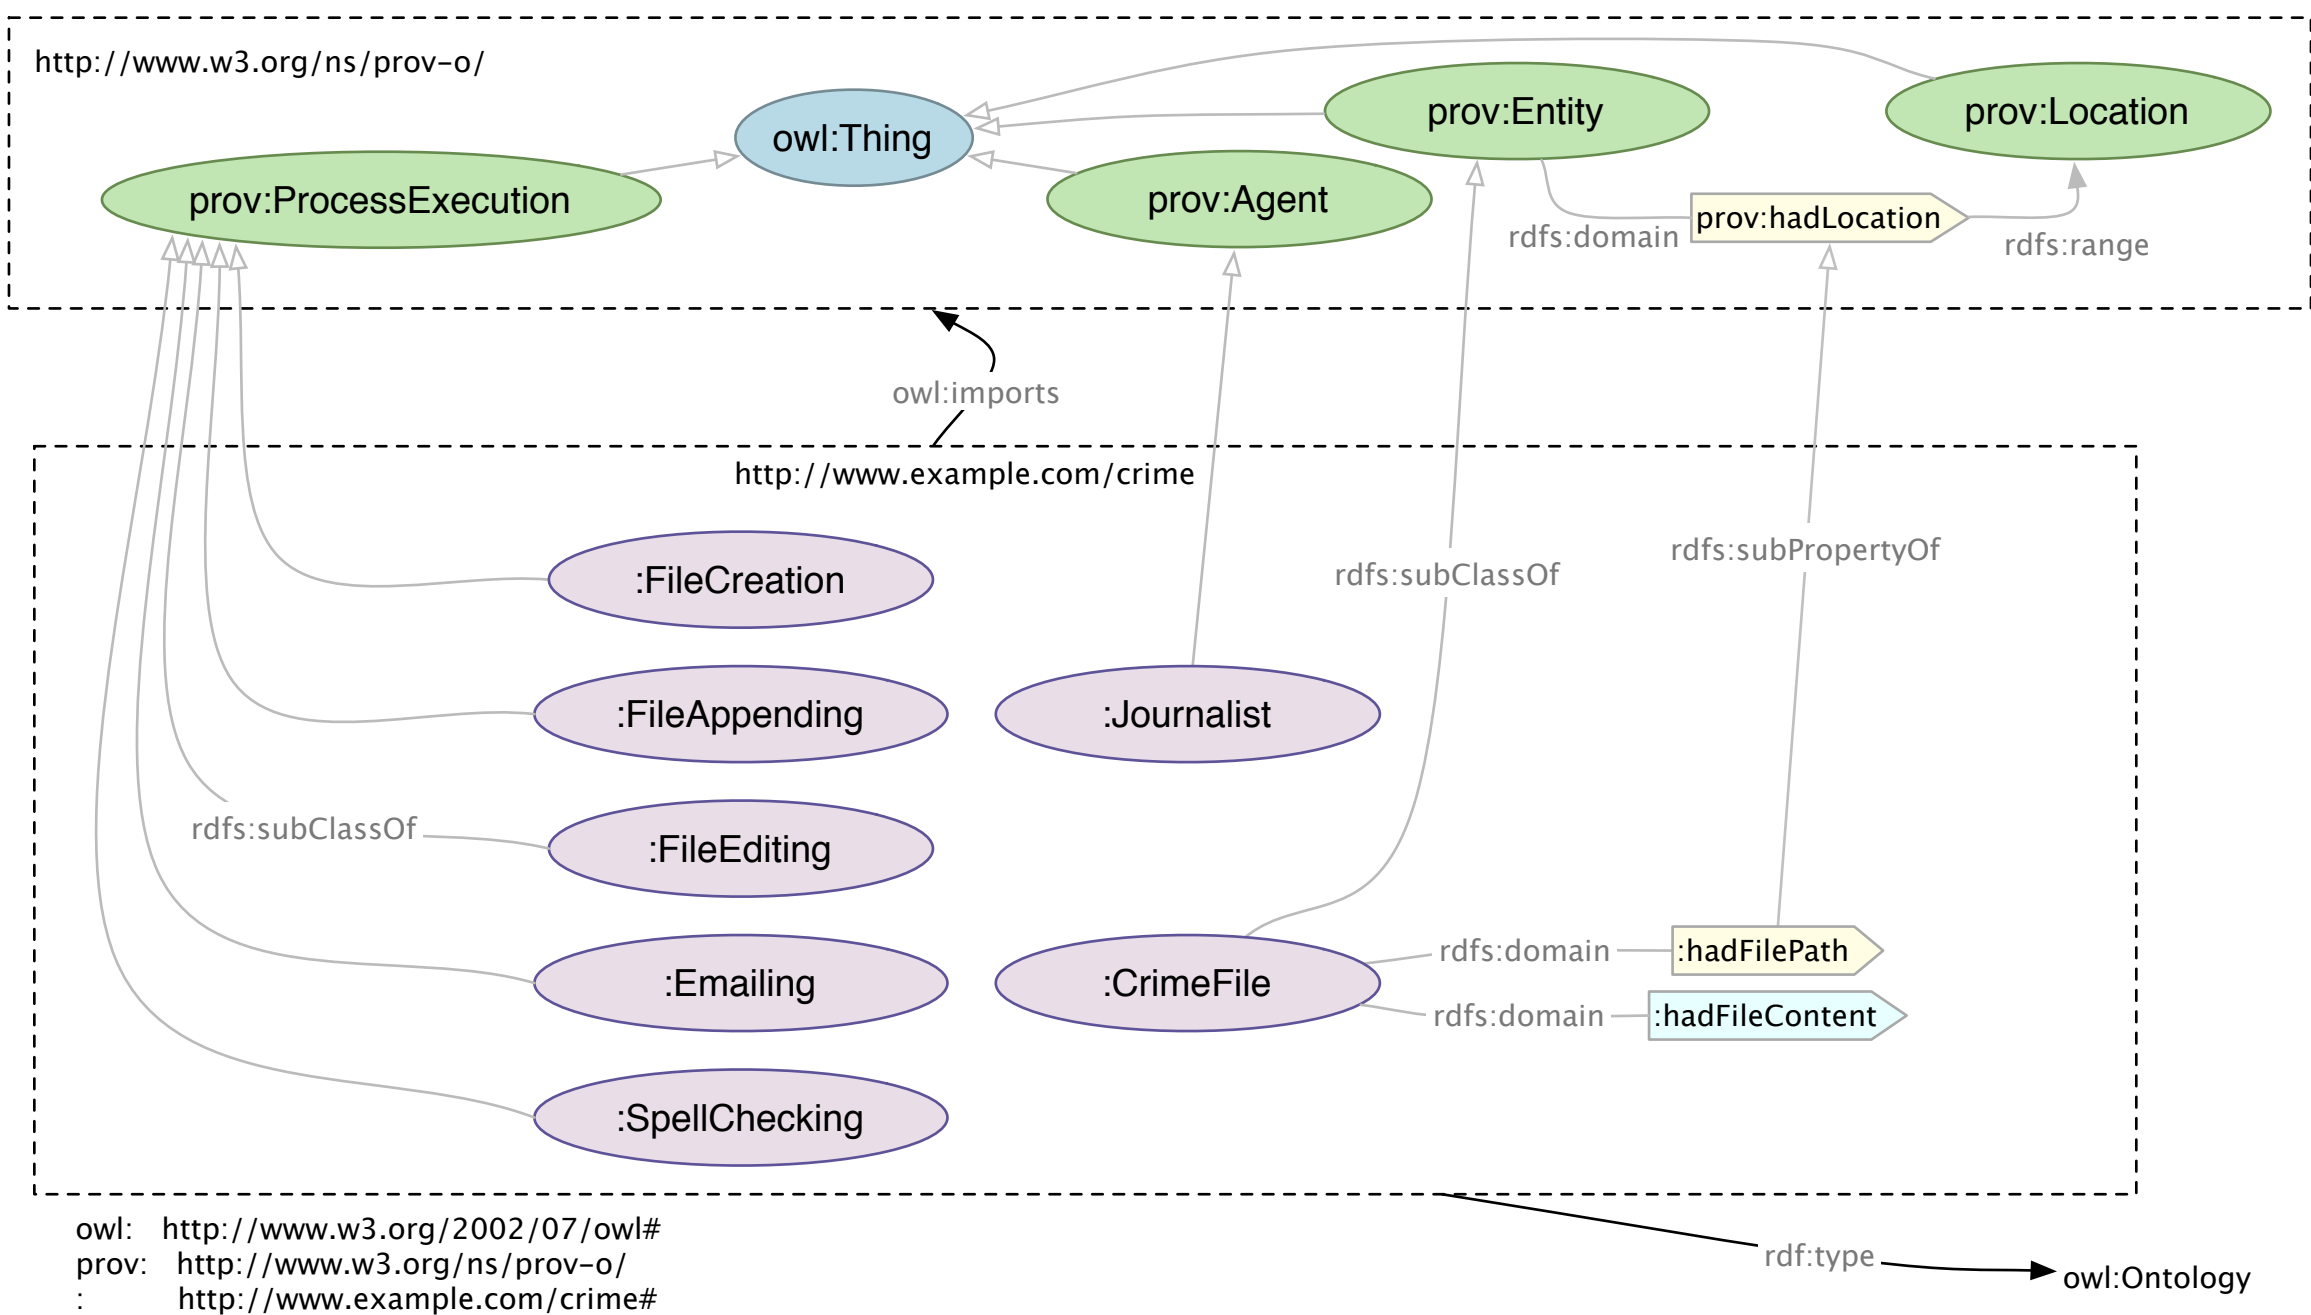 http://www.w3.org/ns/prov-o/
owl:Thing
prov:Entity
prov:Location
prov:ProcessExecution
prov:Agent
prov:hadLocation
rdfs:domain
rdfs:range
owl:imports
http://www.example.com/crime
:FileCreation
rdfs:subClassOf
rdfs:subPropertyOf
:FileAppending
:Journalist
rdfs:subClassOf
:FileEditing
:Emailing
:CrimeFile
rdfs:domain
:hadFilePath
rdfs:domain
:hadFileContent
:SpellChecking
owl: http://www.w3.org/2002/07/owl#
prov: http://www.w3.org/ns/prov-o/
: http://www.example.com/crime#
rdf:type
owl:Ontology